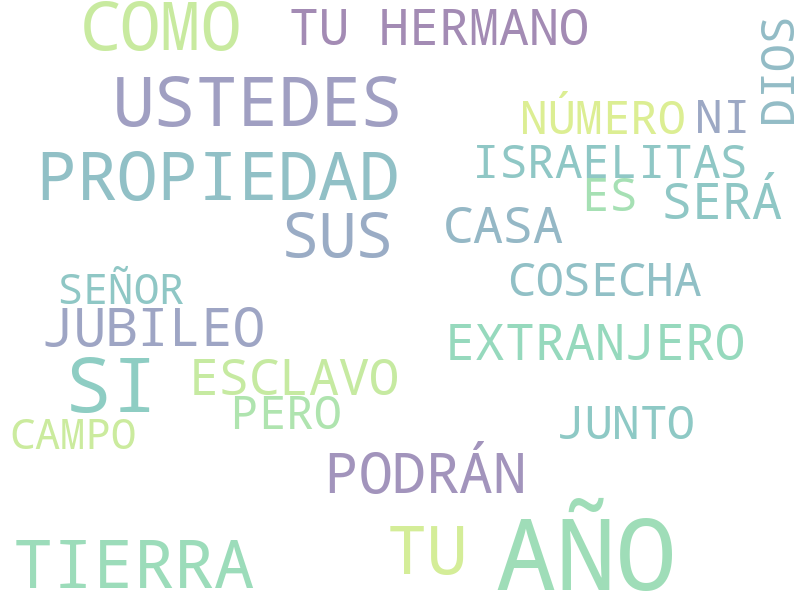 COMO
TU HERMANO
DIOS
USTEDES
NÚMERO
NI
PROPIEDAD
ISRAELITAS
ES
SERÁ
SUS
CASA
SEÑOR
COSECHA
JUBILEO
EXTRANJERO
SI
ESCLAVO
PERO
CAMPO
JUNTO
PODRÁN
TIERRA
TU
AÑO